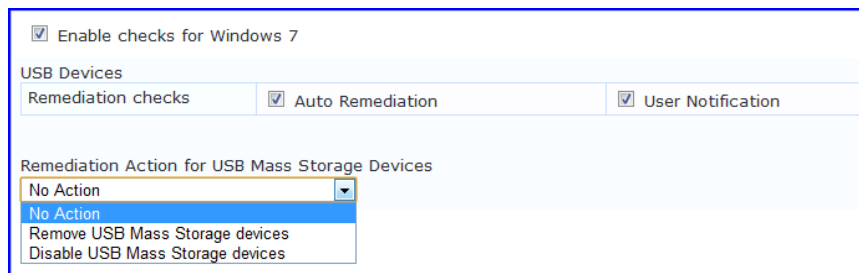 Enable checks for Windows 7
USB Devices
Remediation checks Auto Remediation User Notification
Remediation Action for USB Mass Storage Devices
No Action
No Action
Remove USB Mass Storage devices
Disable USB Mass Storage devices